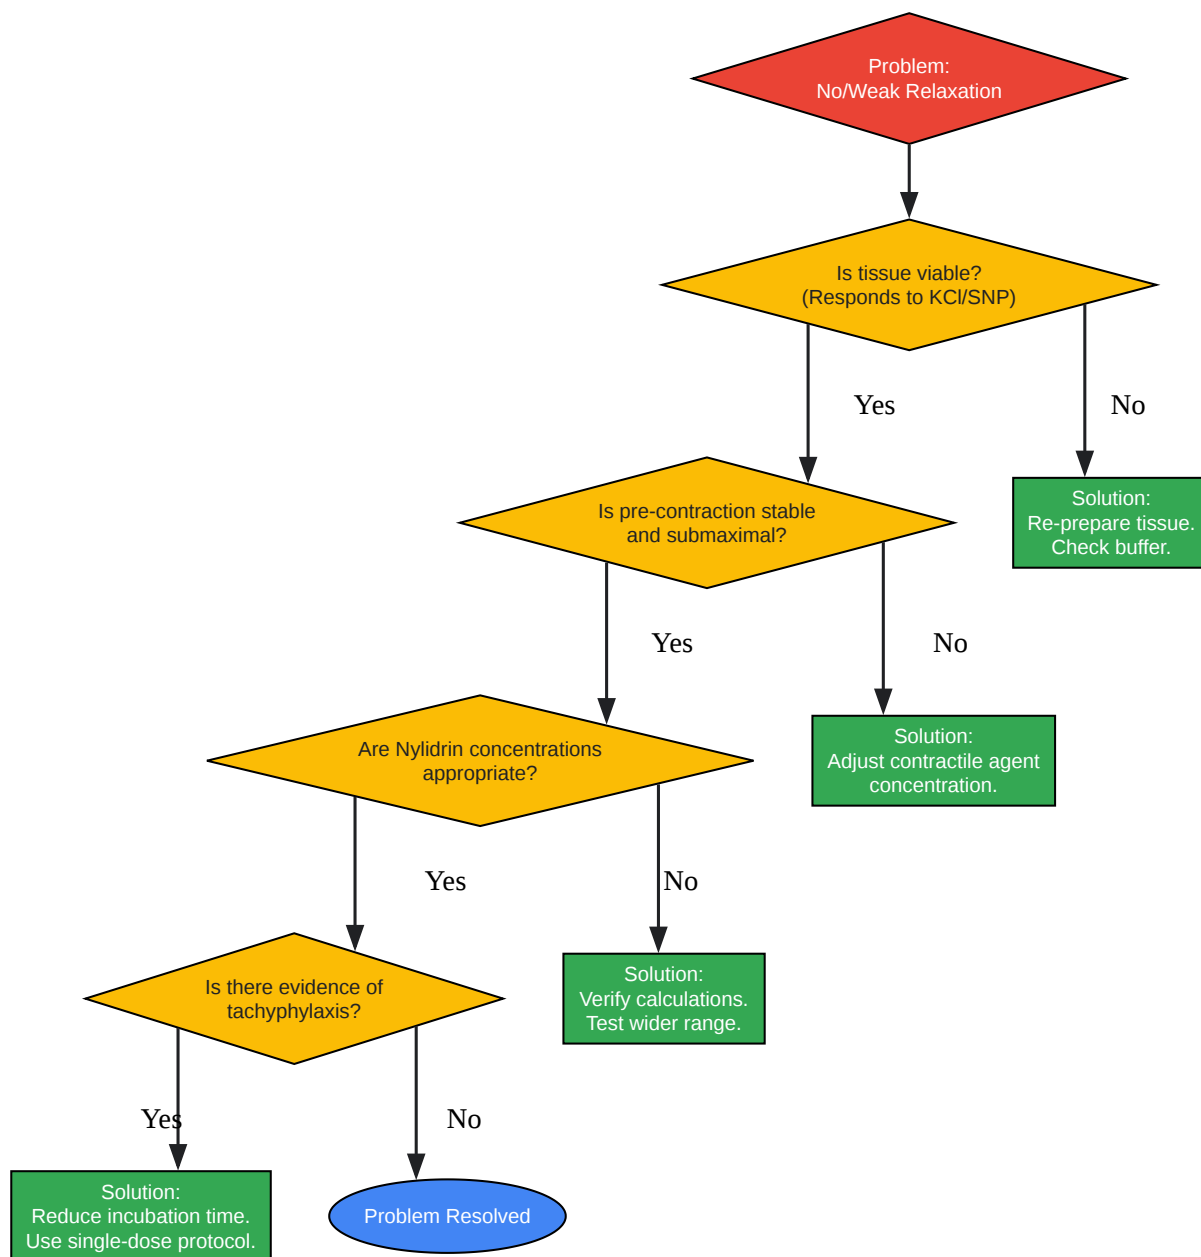 Problem:
No/Weak Relaxation
Is tissue viable?
(Responds to KCl/SNP)
Yes
No
Is pre-contraction stable
and submaximal?
Solution:
Re-prepare tissue.
Check buffer.
Yes
No
Are Nylidrin concentrations
appropriate?
Solution:
Adjust contractile agent
concentration.
Yes
No
Is there evidence of
tachyphylaxis?
Solution:
Verify calculations.
Test wider range.
Yes
No
Solution:
Reduce incubation time.
Use single-dose protocol.
Problem Resolved